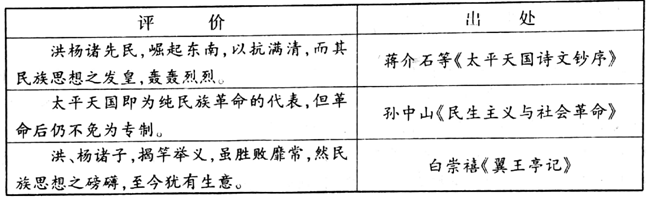 评 价 出 处
洪杨诸先民,崛起东南,以抗满清,而其
民族思想之发皇,轰轰烈烈。
蒋介石等《太平天国诗文钞序》
太平天国即为纯民族革命的代表,但革
命后仍不免为专制。
孙中山《民生主义与社会革命》
洪、杨诸子,揭竿举义,虽胜败靡常,然民
族思想之磅礴,至今犹有生意。
白崇禧《翼王亭记》